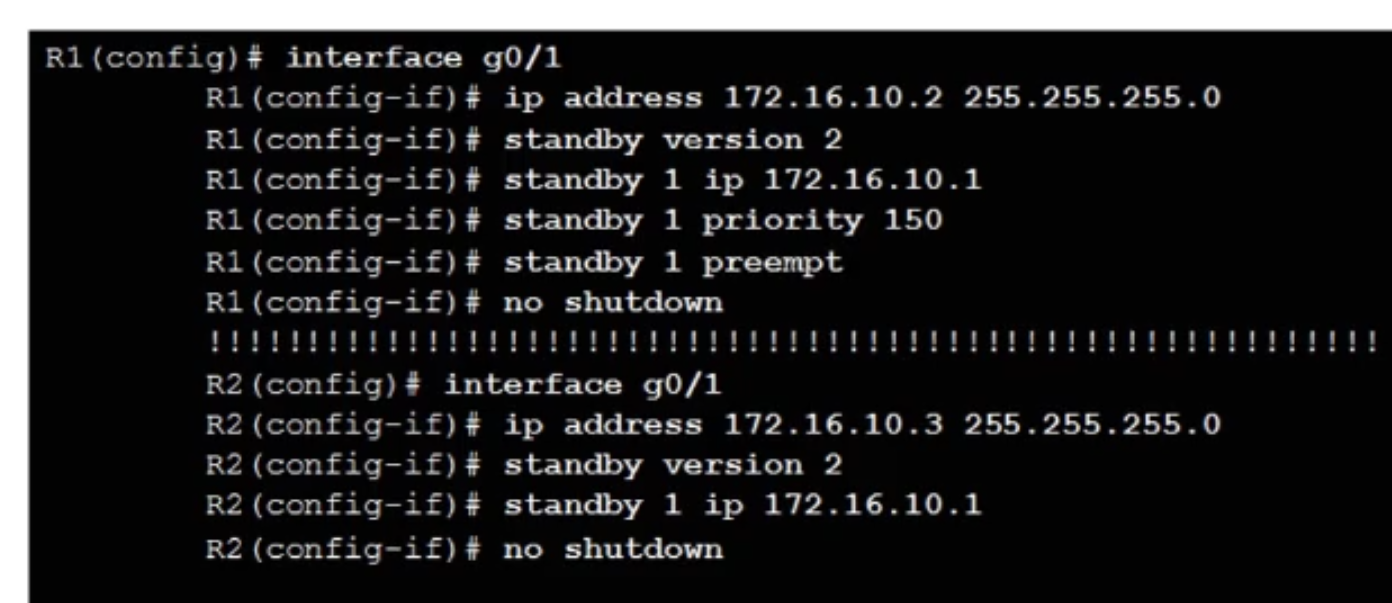 R1(config)# interface g0/1
R1(config-if)# ip address 172.16.10.2 255.255.255.0
R1(config-if)# standby version 2
R1(config-if)# standby 1 ip 172.16.10.1
R1(config-if)# standby 1 priority 150
R1(config-if)# standby 1 preempt
R1(config-if)# no shutdown
!!!!!!!!!!!!!!!!!!!!!!!!!!!!!!!!!!!!!!!!!!!!!!!!!!!!!!!!!!!
R2(config)# interface g0/1
R2(config-if)# ip address 172.16.10.3 255.255.255.0
R2(config-if)# standby version 2
R2(config-if)# standby 1 ip 172.16.10.1
R2(config-if)# no shutdown